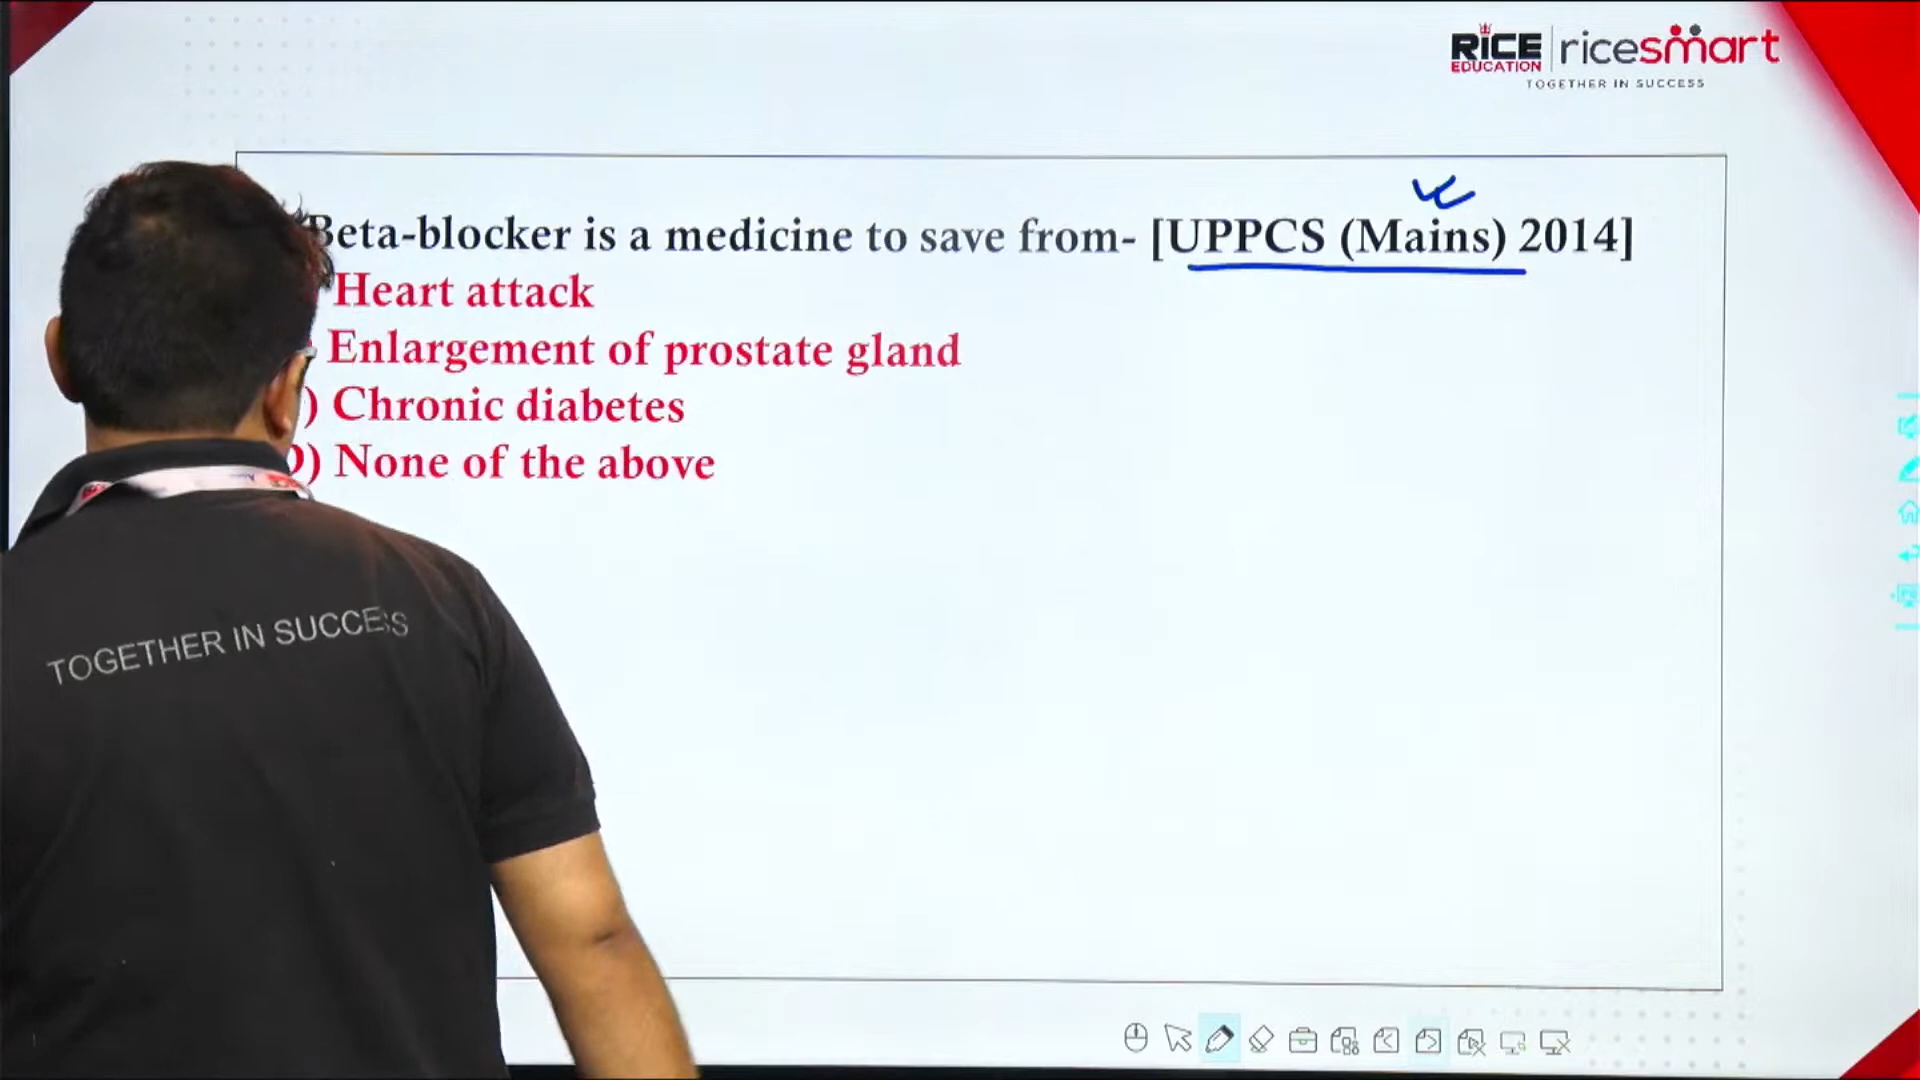 RICE
EDUCATION
ricesmart
TOGETHER IN SUCCESS
Beta-blocker is a medicine to save from- [UPPCS (Mains) 2014]
Heart attack
Enlargement of prostate gland
) Chronic diabetes
D) None of the above
TOGETHER IN SUCCESS